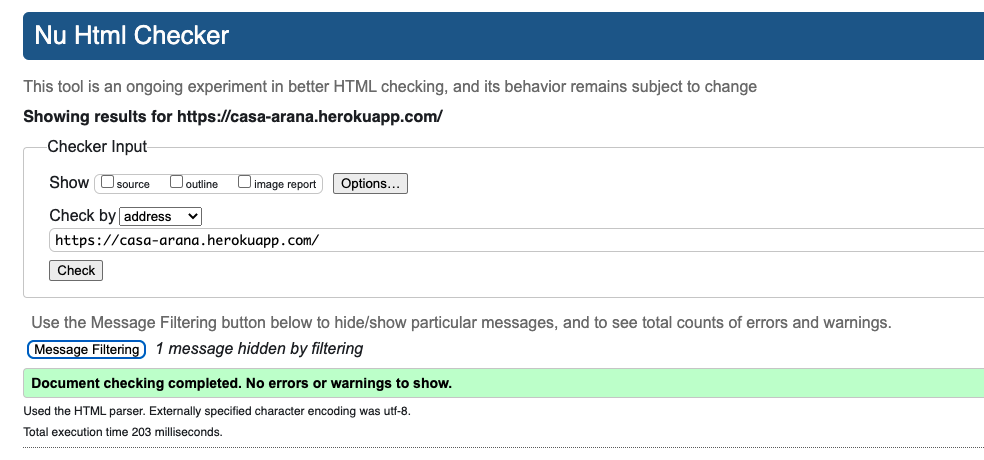 Nu Html Checker
This tool is an ongoing experiment in better HTML checking, and its behavior remains subject to change
Showing results for https://casa-arana.herokuapp.com/
Checker Input
Show source outline image report Options...
Check by address
https://casa-arana.herokuapp.com/
Check
Use the Message Filtering button below to hide/show particular messages, and to see total counts of errors and warnings.
Message Filtering 1 message hidden by filtering
Document checking completed. No errors or warnings to show.
Used the HTML parser. Externally specified character encoding was utf-8.
Total execution time 203 milliseconds.